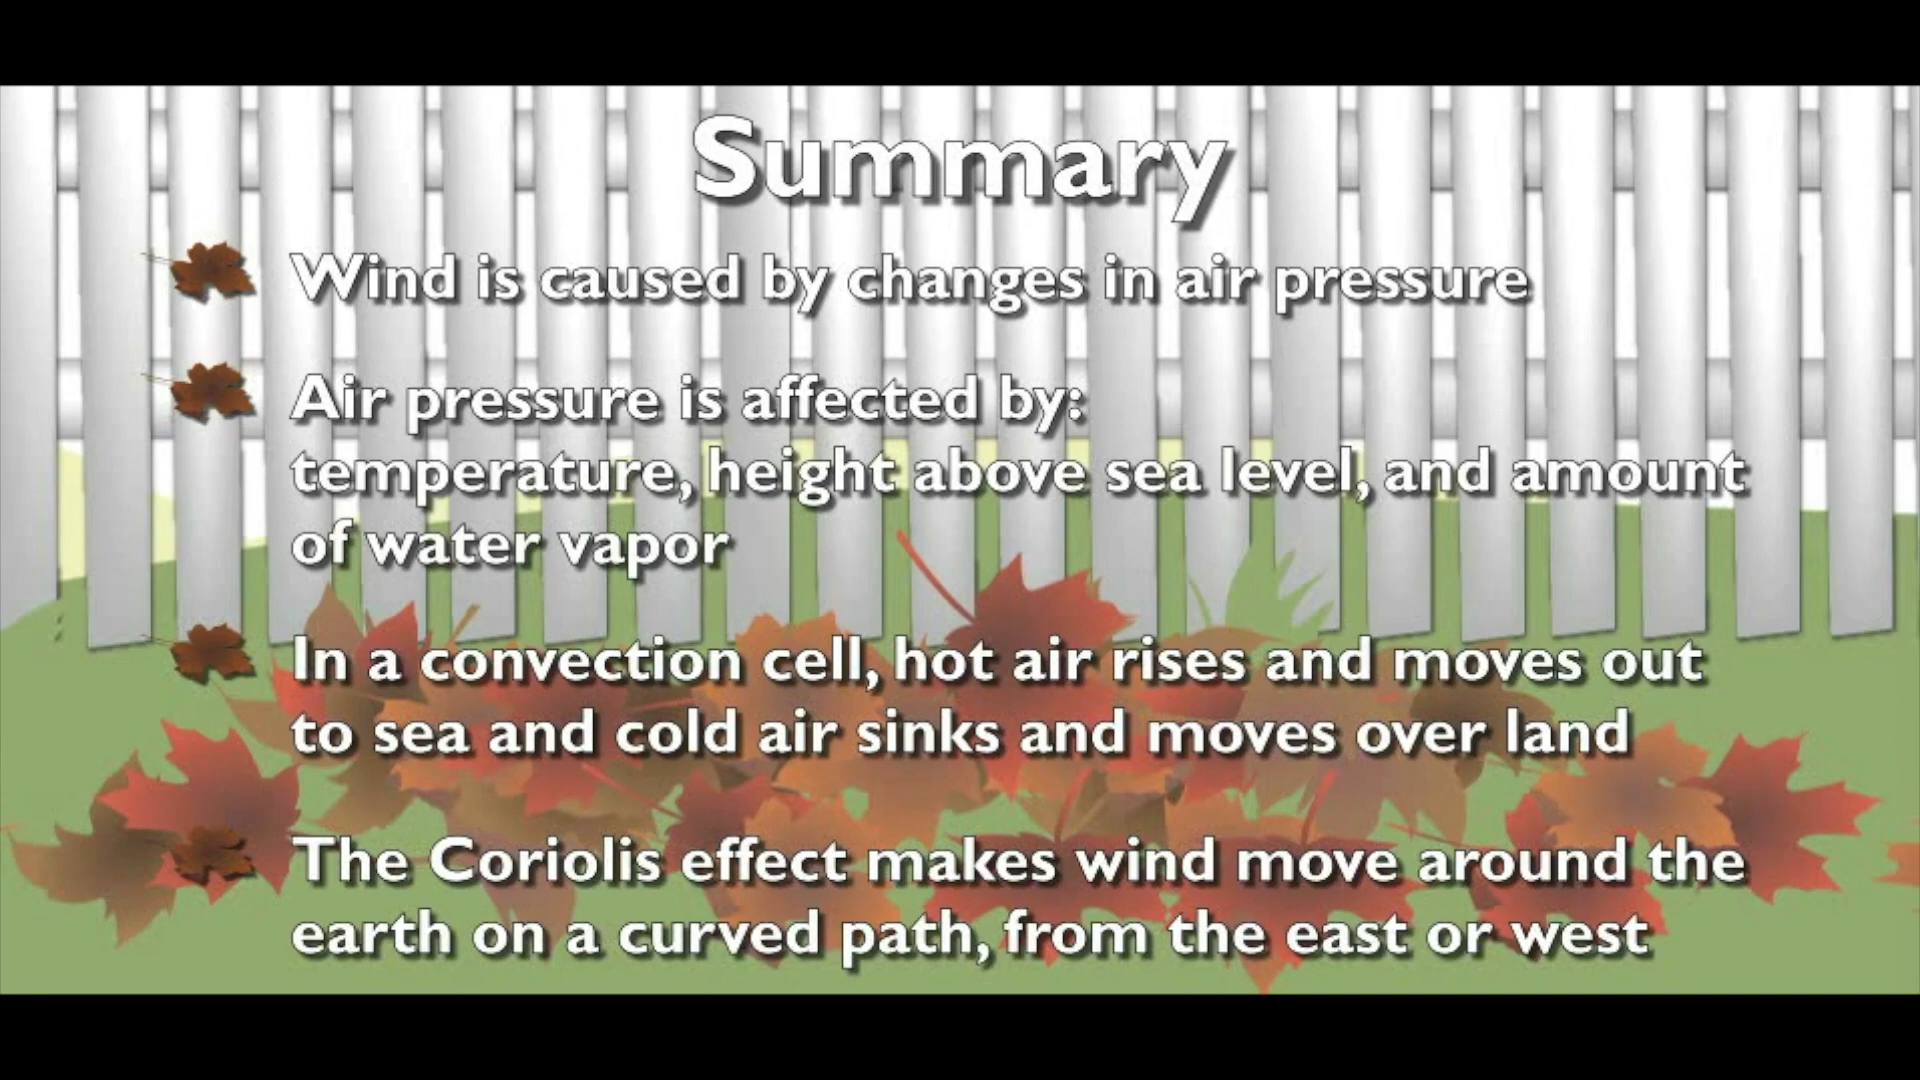 Summary
Wind is caused by changes in air pressure
Air pressure is affected by:
temperature, height above sea level, and amount
of water vapor
In a convection cell, hot air rises and moves out
to sea and cold air sinks and moves over land
The Coriolis effect makes wind move around the
earth on a curved path, from the east or west